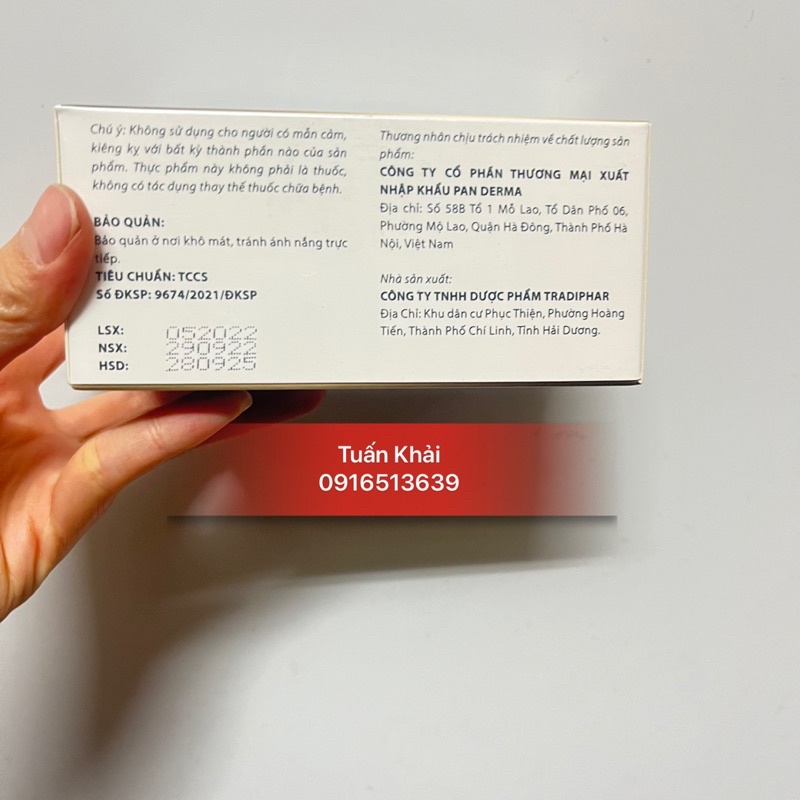 Chú ý: Không sử dụng cho người có mẫn cảm,
kiêng kỵ với bất kỳ thành phần nào của sản
phẩm. Thực phẩm này không phải là thuốc,
không có tác dụng thay thế thuốc chữa bệnh.
BẢO QUẢN:
Bảo quản ở nơi khô mát, tránh ánh nắng trực
tiếp.
TIÊU CHUẨN: TCCS
Số ĐKSP: 9674/2021/ĐKSP
LSX: 052022
NSX: 290922
HSD: 280925
Thương nhân chịu trách nhiệm về chất lượng sản
phẩm:
CÔNG TY CỔ PHẦN THƯƠNG MẠI XUẤT
NHẬP KHẨU PAN DERMA
Địa chỉ: Số 58B Tổ 1 Mỗ Lao, Tổ Dân Phố 06,
Phường Mộ Lao, Quận Hà Đông, Thành Phố Hà
Nội, Việt Nam
Nhà sản xuất:
CÔNG TY TNHH DƯỢC PHẨM TRADIPHAR
Địa Chỉ: Khu dân cư Phục Thiện, Phường Hoàng
Tiến, Thành Phố Chí Linh, Tỉnh Hải Dương.
Tuấn Khải
0916513639